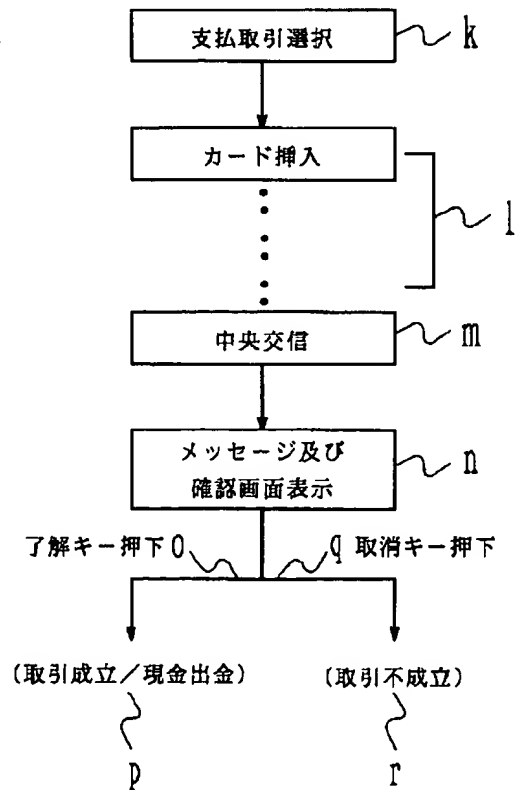 支払取引選択 k
カード挿入
l
中央交信 m
メッセージ及び
確認画面表示 n
了解キー押下 o q 取消キー押下
(取引成立/現金出金) (取引不成立)
p r